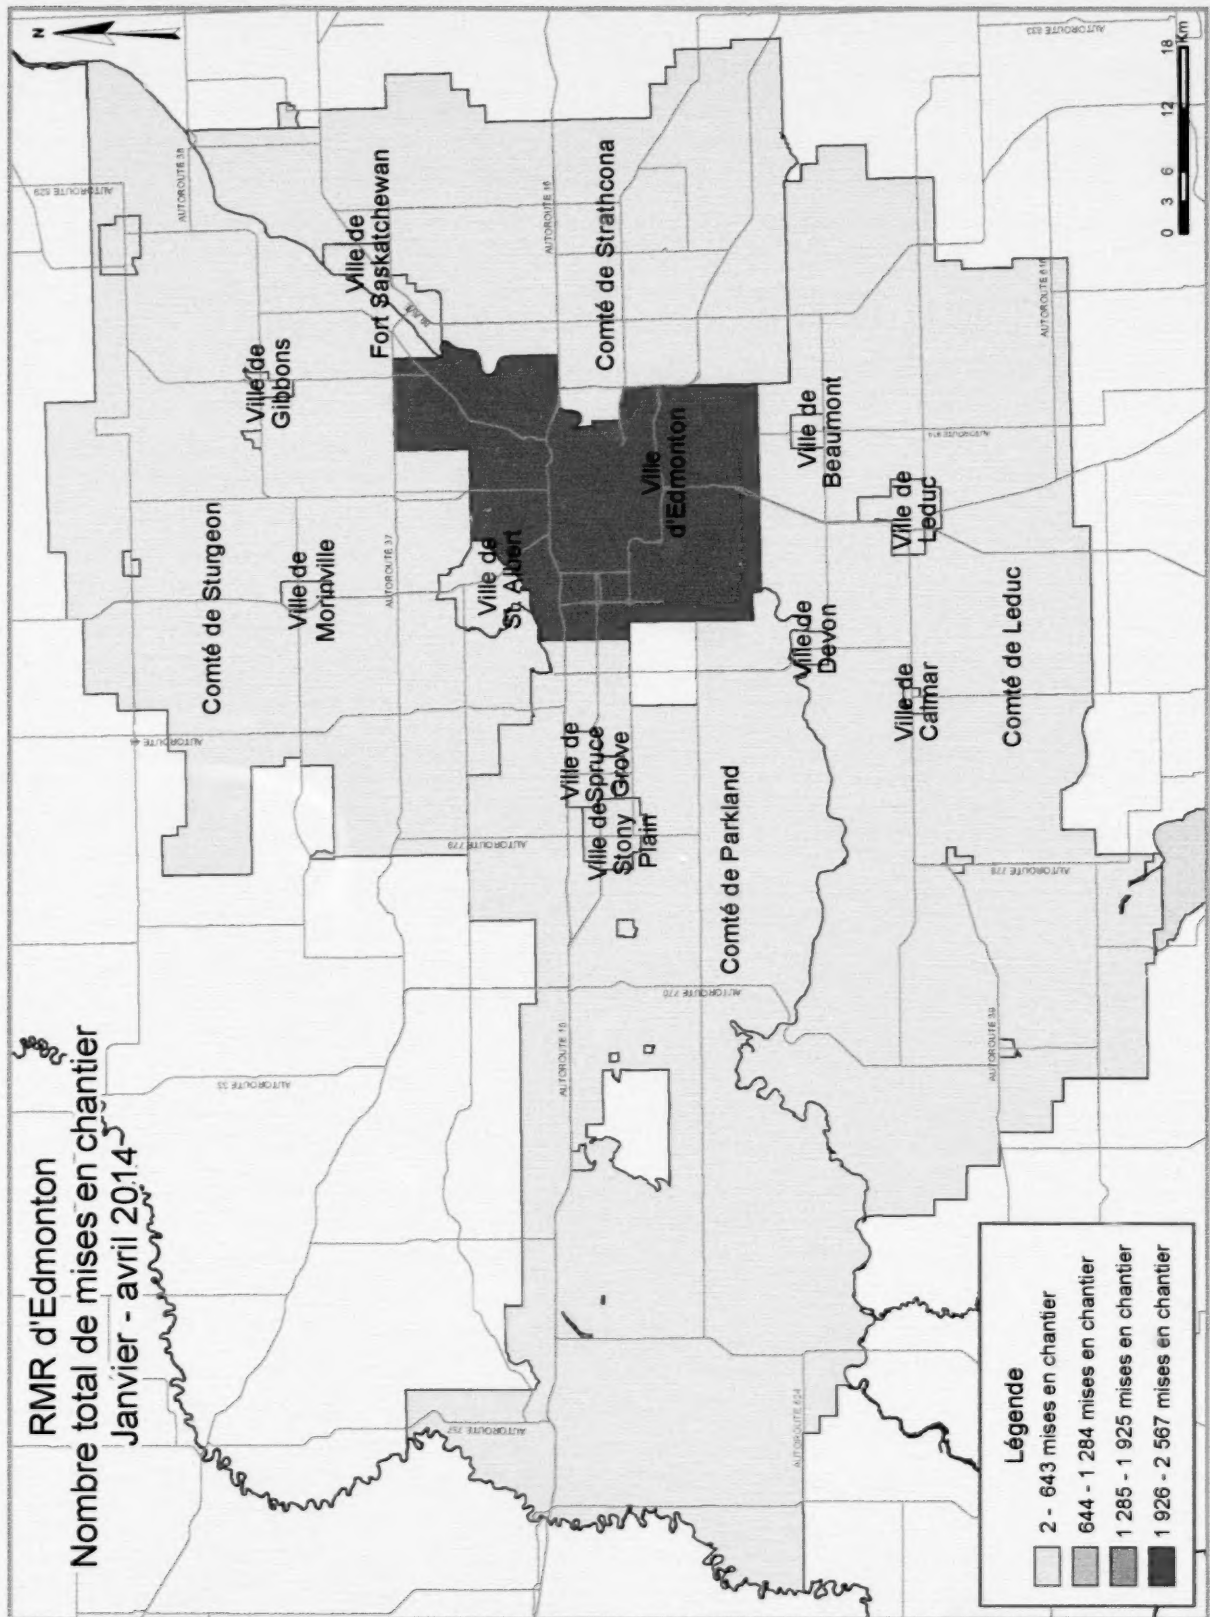 RMR d'Edmonton
Nombre total de mises en chantier
Janvier - avril 2014
N
AUTOROUTE 33
AUTOROUTE 757
AUTOROUTE 44
AUTOROUTE 829
AUTOROUTE 38
AUTOROUTE 37
AUTOROUTE 779
Comté de Sturgeon
Ville de
Gibbons
Ville de
Morinville
Ville de
Fort Saskatchewan
Ville de
St. Albert
AUTOROUTE 16
AUTOROUTE 16
Ville de
Spruce
Grove
Ville de
Stony
Plain
Comté de Strathcona
Ville
d'Edmonton
Comté de Parkland
AUTOROUTE 770
AUTOROUTE 624
Ville de
Devon
Ville de
Beaumont
Ville de
Calmar
Ville de
Leduc
Comté de Leduc
AUTOROUTE 39
AUTOROUTE 778
AUTOROUTE 814
AUTOROUTE 616
AUTOROUTE 833
Légende
2 - 643 mises en chantier
644 - 1 284 mises en chantier
1 285 - 1 925 mises en chantier
1 926 - 2 567 mises en chantier
0 3 6 12 18
Km